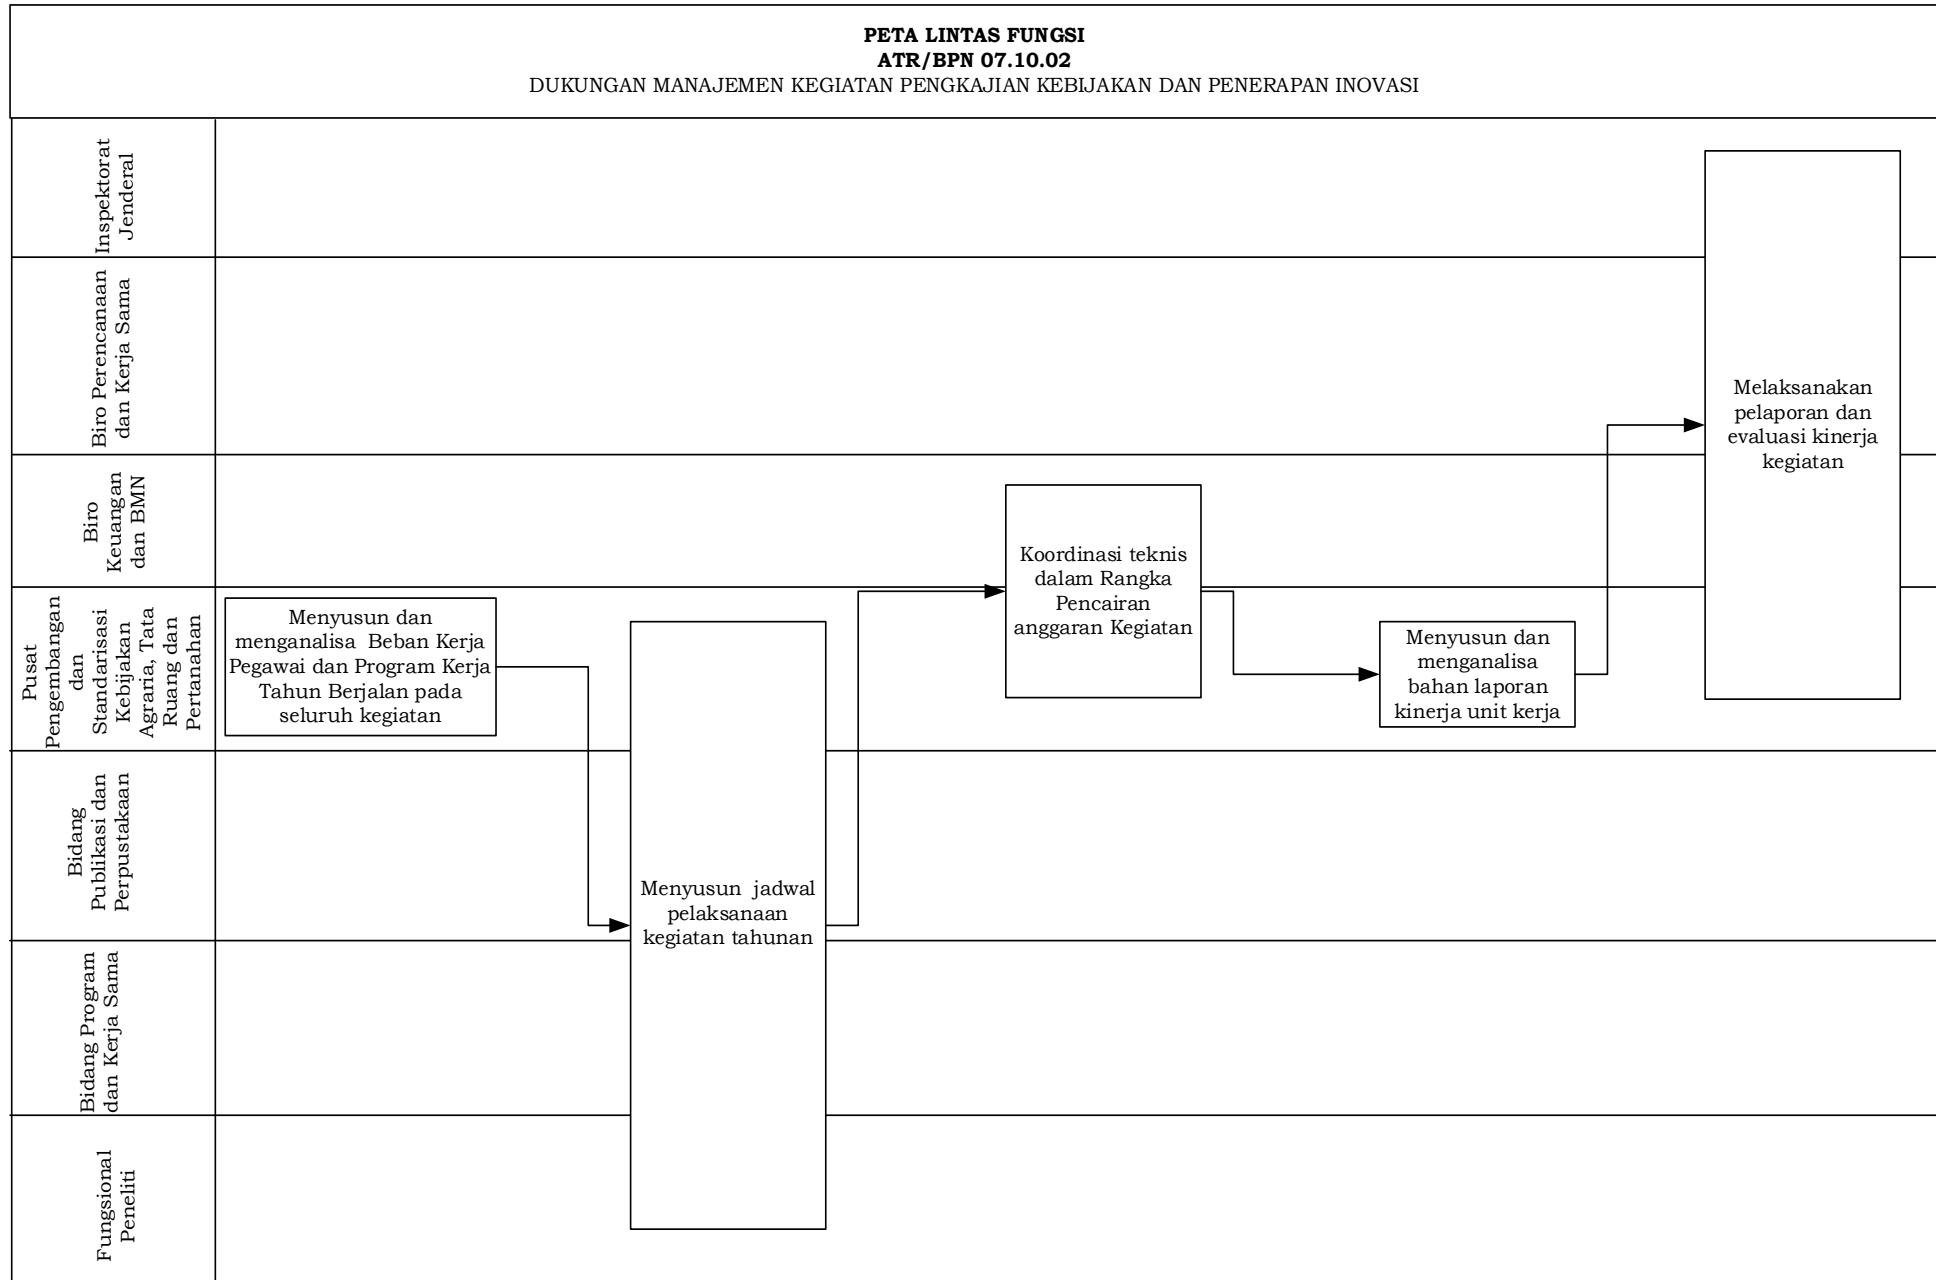 PETA LINTAS FUNGSI
ATR/BPN 07.10.02
DUKUNGAN MANAJEMEN KEGIATAN PENGKAJIAN KEBIJAKAN DAN PENERAPAN INOVASI
Inspektorat
Jenderal
Biro Perencanaan
dan Kerja Sama
Biro
Keuangan
dan BMN
Pusat
Pengembangan
dan
Standarisasi
Kebijakan
Agraria, Tata
Ruang dan
Pertanahan
Bidang
Publikasi dan
Perpustakaan
Bidang Program
dan Kerja Sama
Fungsional
Peneliti
Menyusun dan
menganalisa Beban Kerja
Pegawai dan Program Kerja
Tahun Berjalan pada
seluruh kegiatan
Menyusun jadwal
pelaksanaan
kegiatan tahunan
Koordinasi teknis
dalam Rangka
Pencairan
anggaran Kegiatan
Menyusun dan
menganalisa
bahan laporan
kinerja unit kerja
Melaksanakan
pelaporan dan
evaluasi kinerja
kegiatan